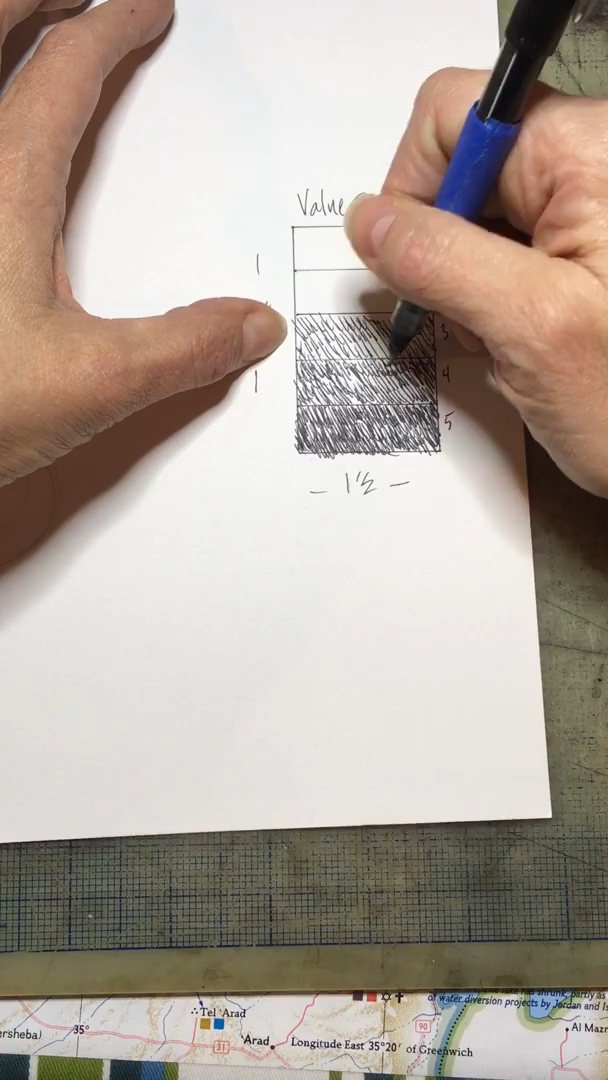 Value
1
3
1
4
5
– 1½ –
of water diversion projects by Jordan and
Tel 'Arad
ersheba)
35°
31
'Arad
Longitude East 35°20' of Greenwich
90
Al Mazr